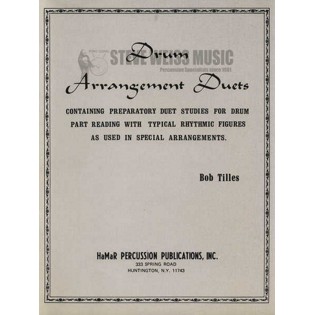 Drum
STEVE WEISS MUSIC
Percussion Specialists Since 1961
Arrangement Duets
CONTAINING PREPARATORY DUET STUDIES FOR DRUM
PART READING WITH TYPICAL RHYTHMIC FIGURES
AS USED IN SPECIAL ARRANGEMENTS.
Bob Tilles
HaMaR PERCUSSION PUBLICATIONS, INC.
333 SPRING ROAD
HUNTINGTON, N.Y. 11743